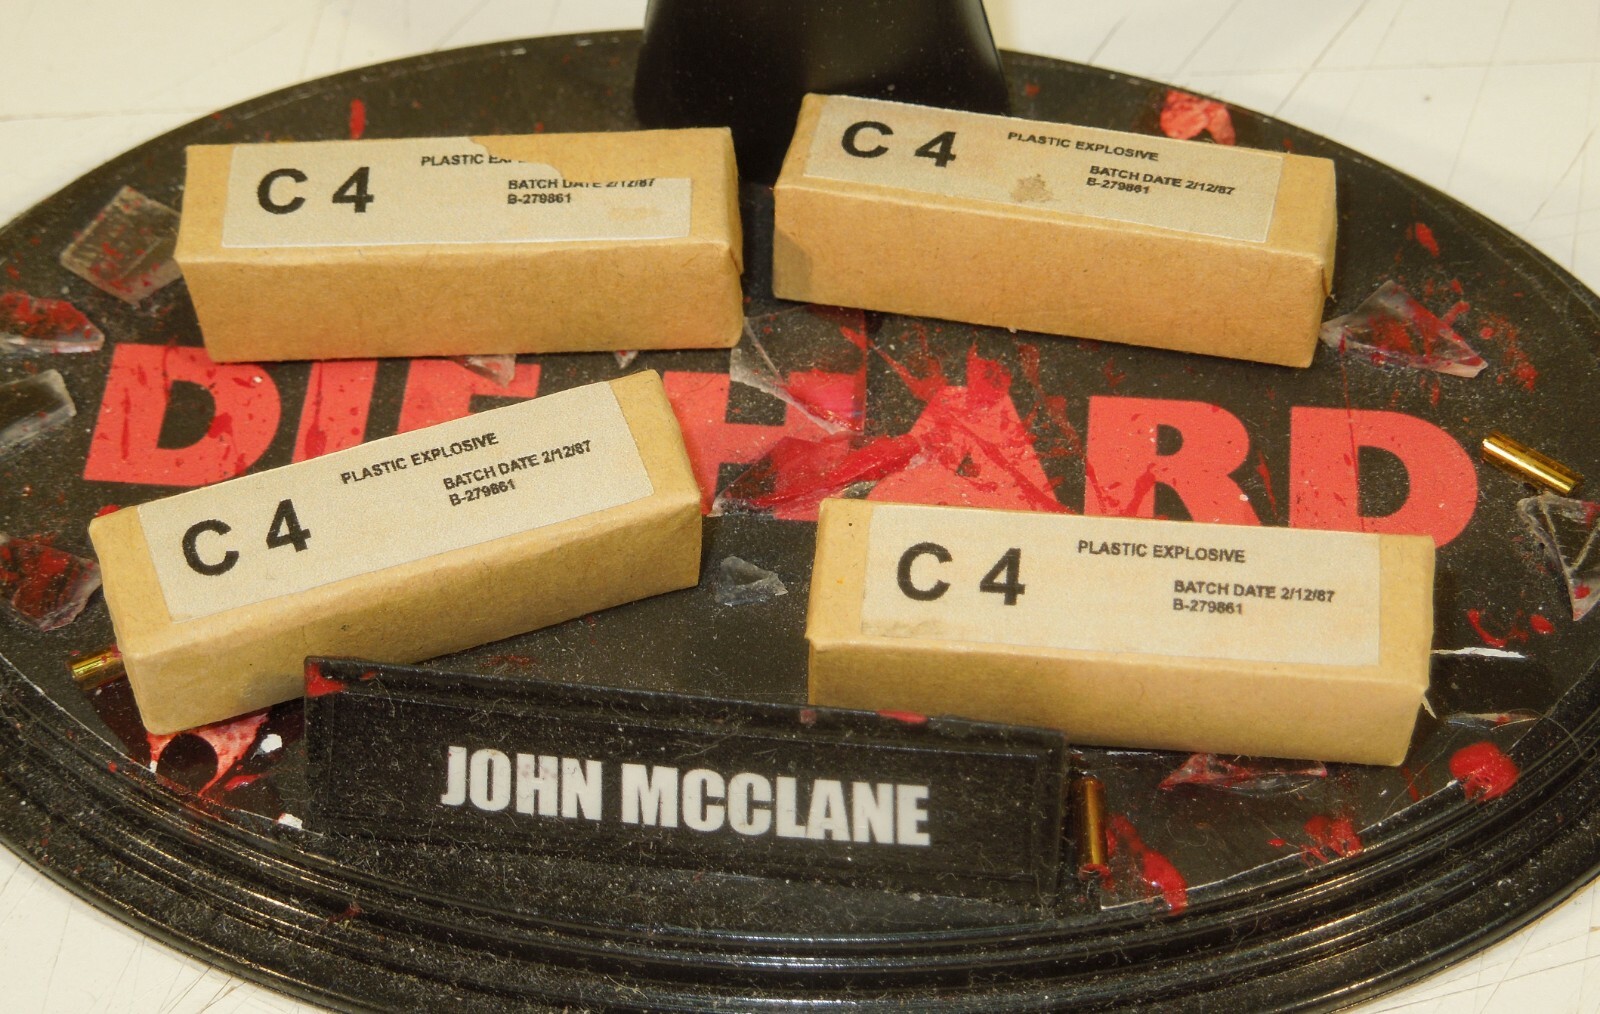 C 4
PLASTIC
BATCH DATE 2/12/87
B-279861
C 4
PLASTIC EXPLOSIVE
BATCH DATE 2/12/87
B-279861
DIE HARD
C 4
PLASTIC EXPLOSIVE
BATCH DATE 2/12/87
B-279861
C 4
PLASTIC EXPLOSIVE
BATCH DATE 2/12/87
B-279861
JOHN MCCLANE